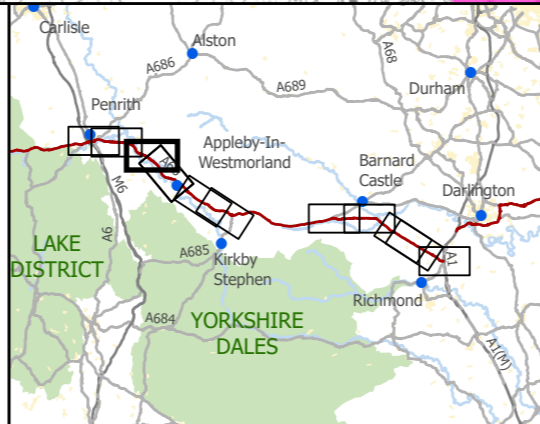 Carlisle
Alston
A68
A686
A689
Durham
Penrith
Appleby-In-
Westmorland
Barnard
Castle
Darlington
M6
A6
LAKE
DISTRICT
A685
Kirkby
Stephen
A1
Richmond
A684
YORKSHIRE
DALES
A1(M)